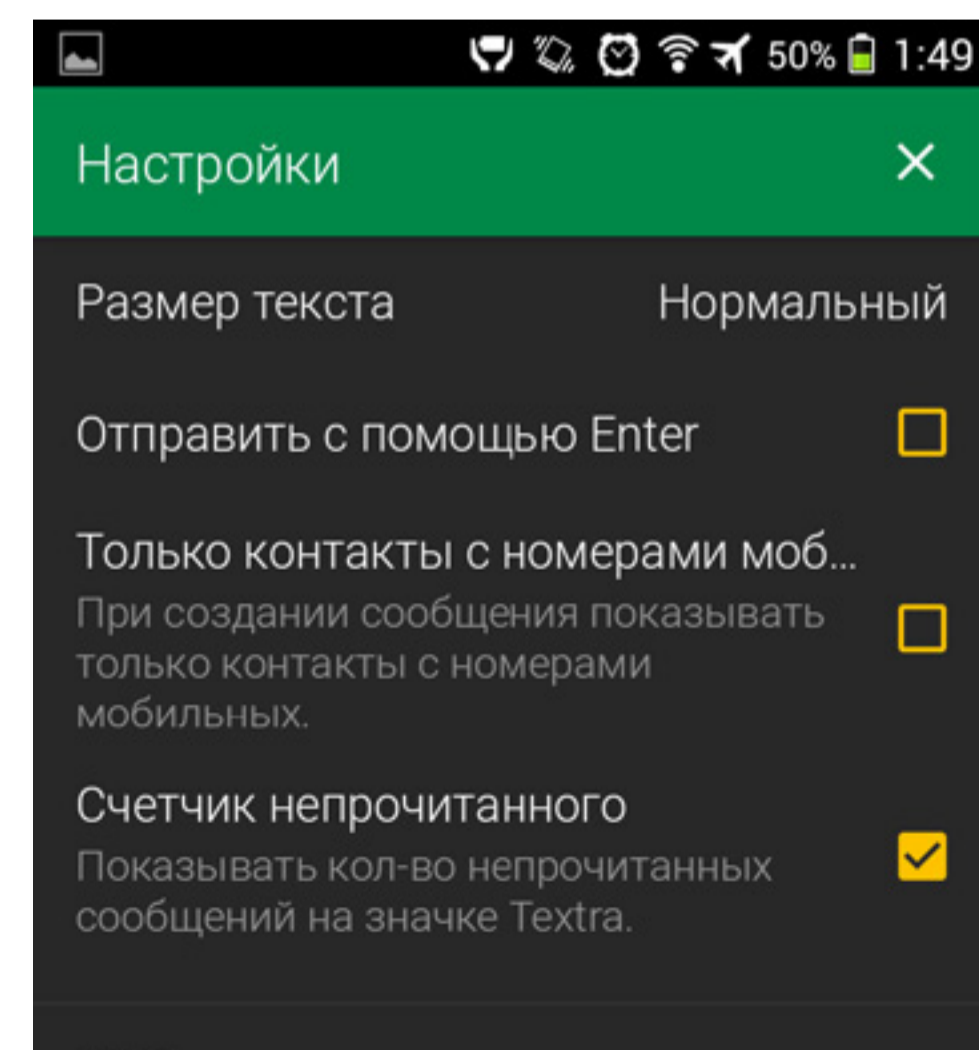 50% 1:49
Настройки
Размер текста Нормальный
Отправить с помощью Enter
Только контакты с номерами моб...
При создании сообщения показывать
только контакты с номерами
мобильных.
Счетчик непрочитанного
Показывать кол-во непрочитанных
сообщений на значке Textra.